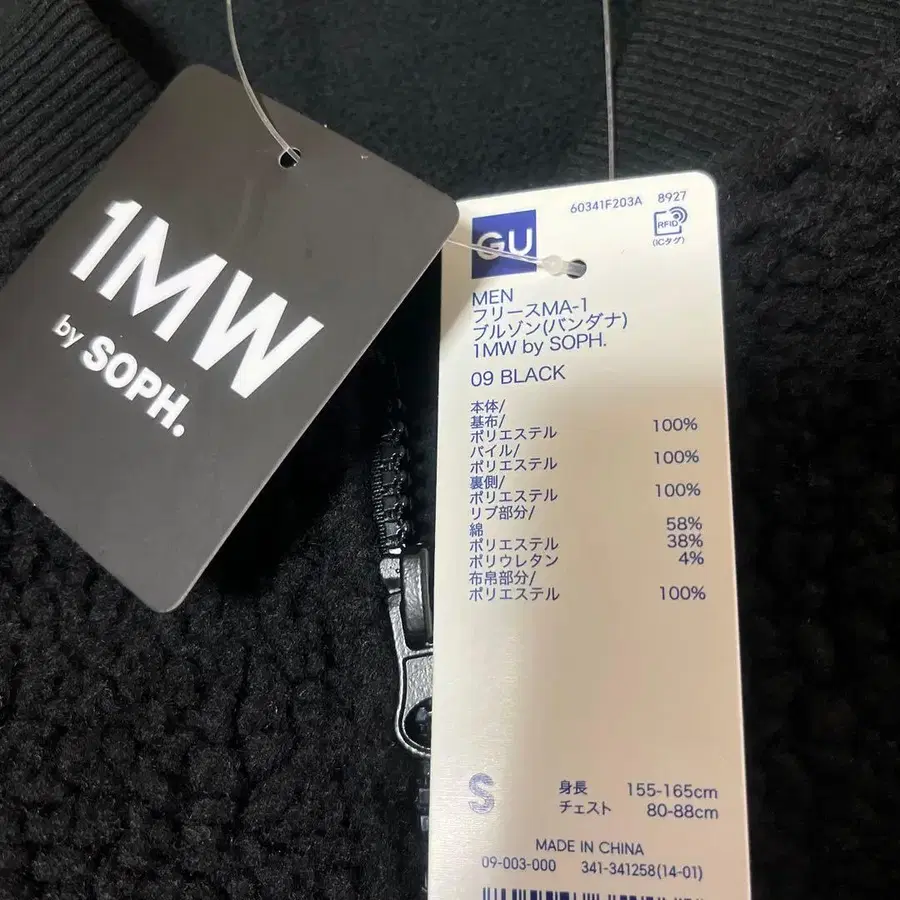 1MW
by SOPH.
60341F203A 8927
GU
RFID
(ICタグ)
MEN
フリースMA-1
ブルゾン(バンダナ)
1MW by SOPH.
09 BLACK
本体/
基布/
ポリエステル 100%
パイル/
ポリエステル 100%
裏側/
ポリエステル 100%
リブ部分/
綿 58%
ポリエステル 38%
ポリウレタン 4%
布帛部分/
ポリエステル 100%
S
身長 155-165cm
チェスト 80-88cm
MADE IN CHINA
09-003-000 341-341258(14-01)